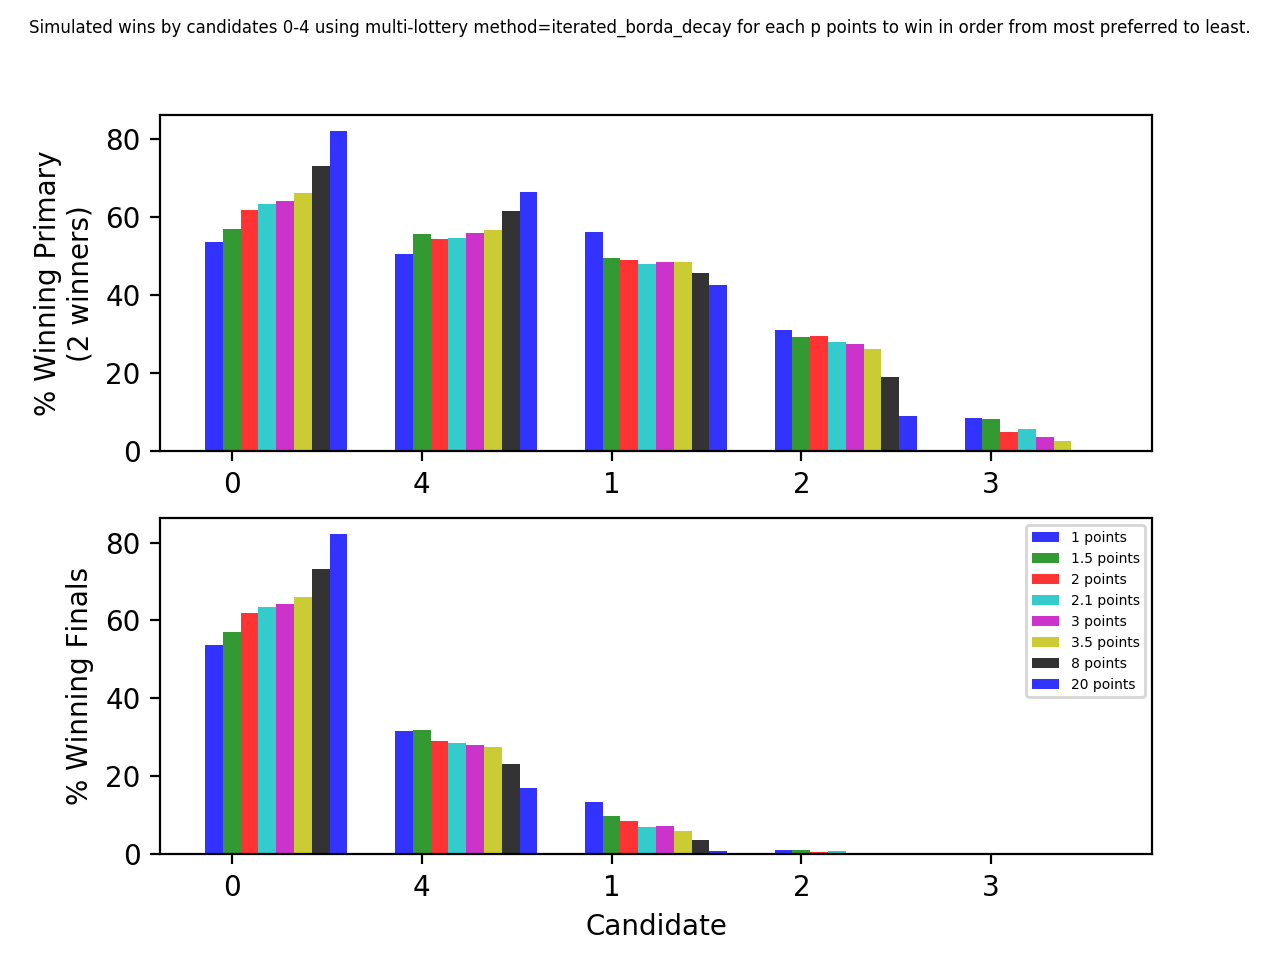 Simulated wins by candidates 0-4 using multi-lottery method=iterated_borda_decay for each p points to win in order from most preferred to least.
% Winning Primary
(2 winners)
80
60
40
20
0
0 4 1 2 3
% Winning Finals
80
60
40
20
0
1 points
1.5 points
2 points
2.1 points
3 points
3.5 points
8 points
20 points
0 4 1 2 3
Candidate